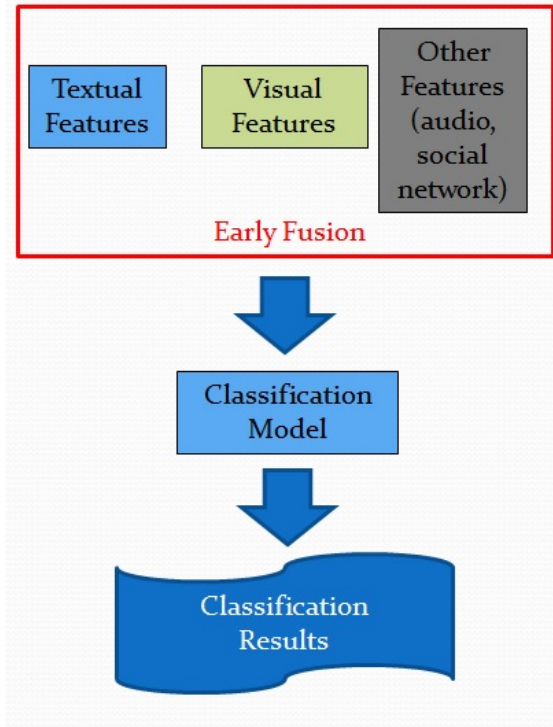 Textual
Features
Visual
Features
Other
Features
(audio,
social
network)
Early Fusion
Classification
Model
Classification
Results